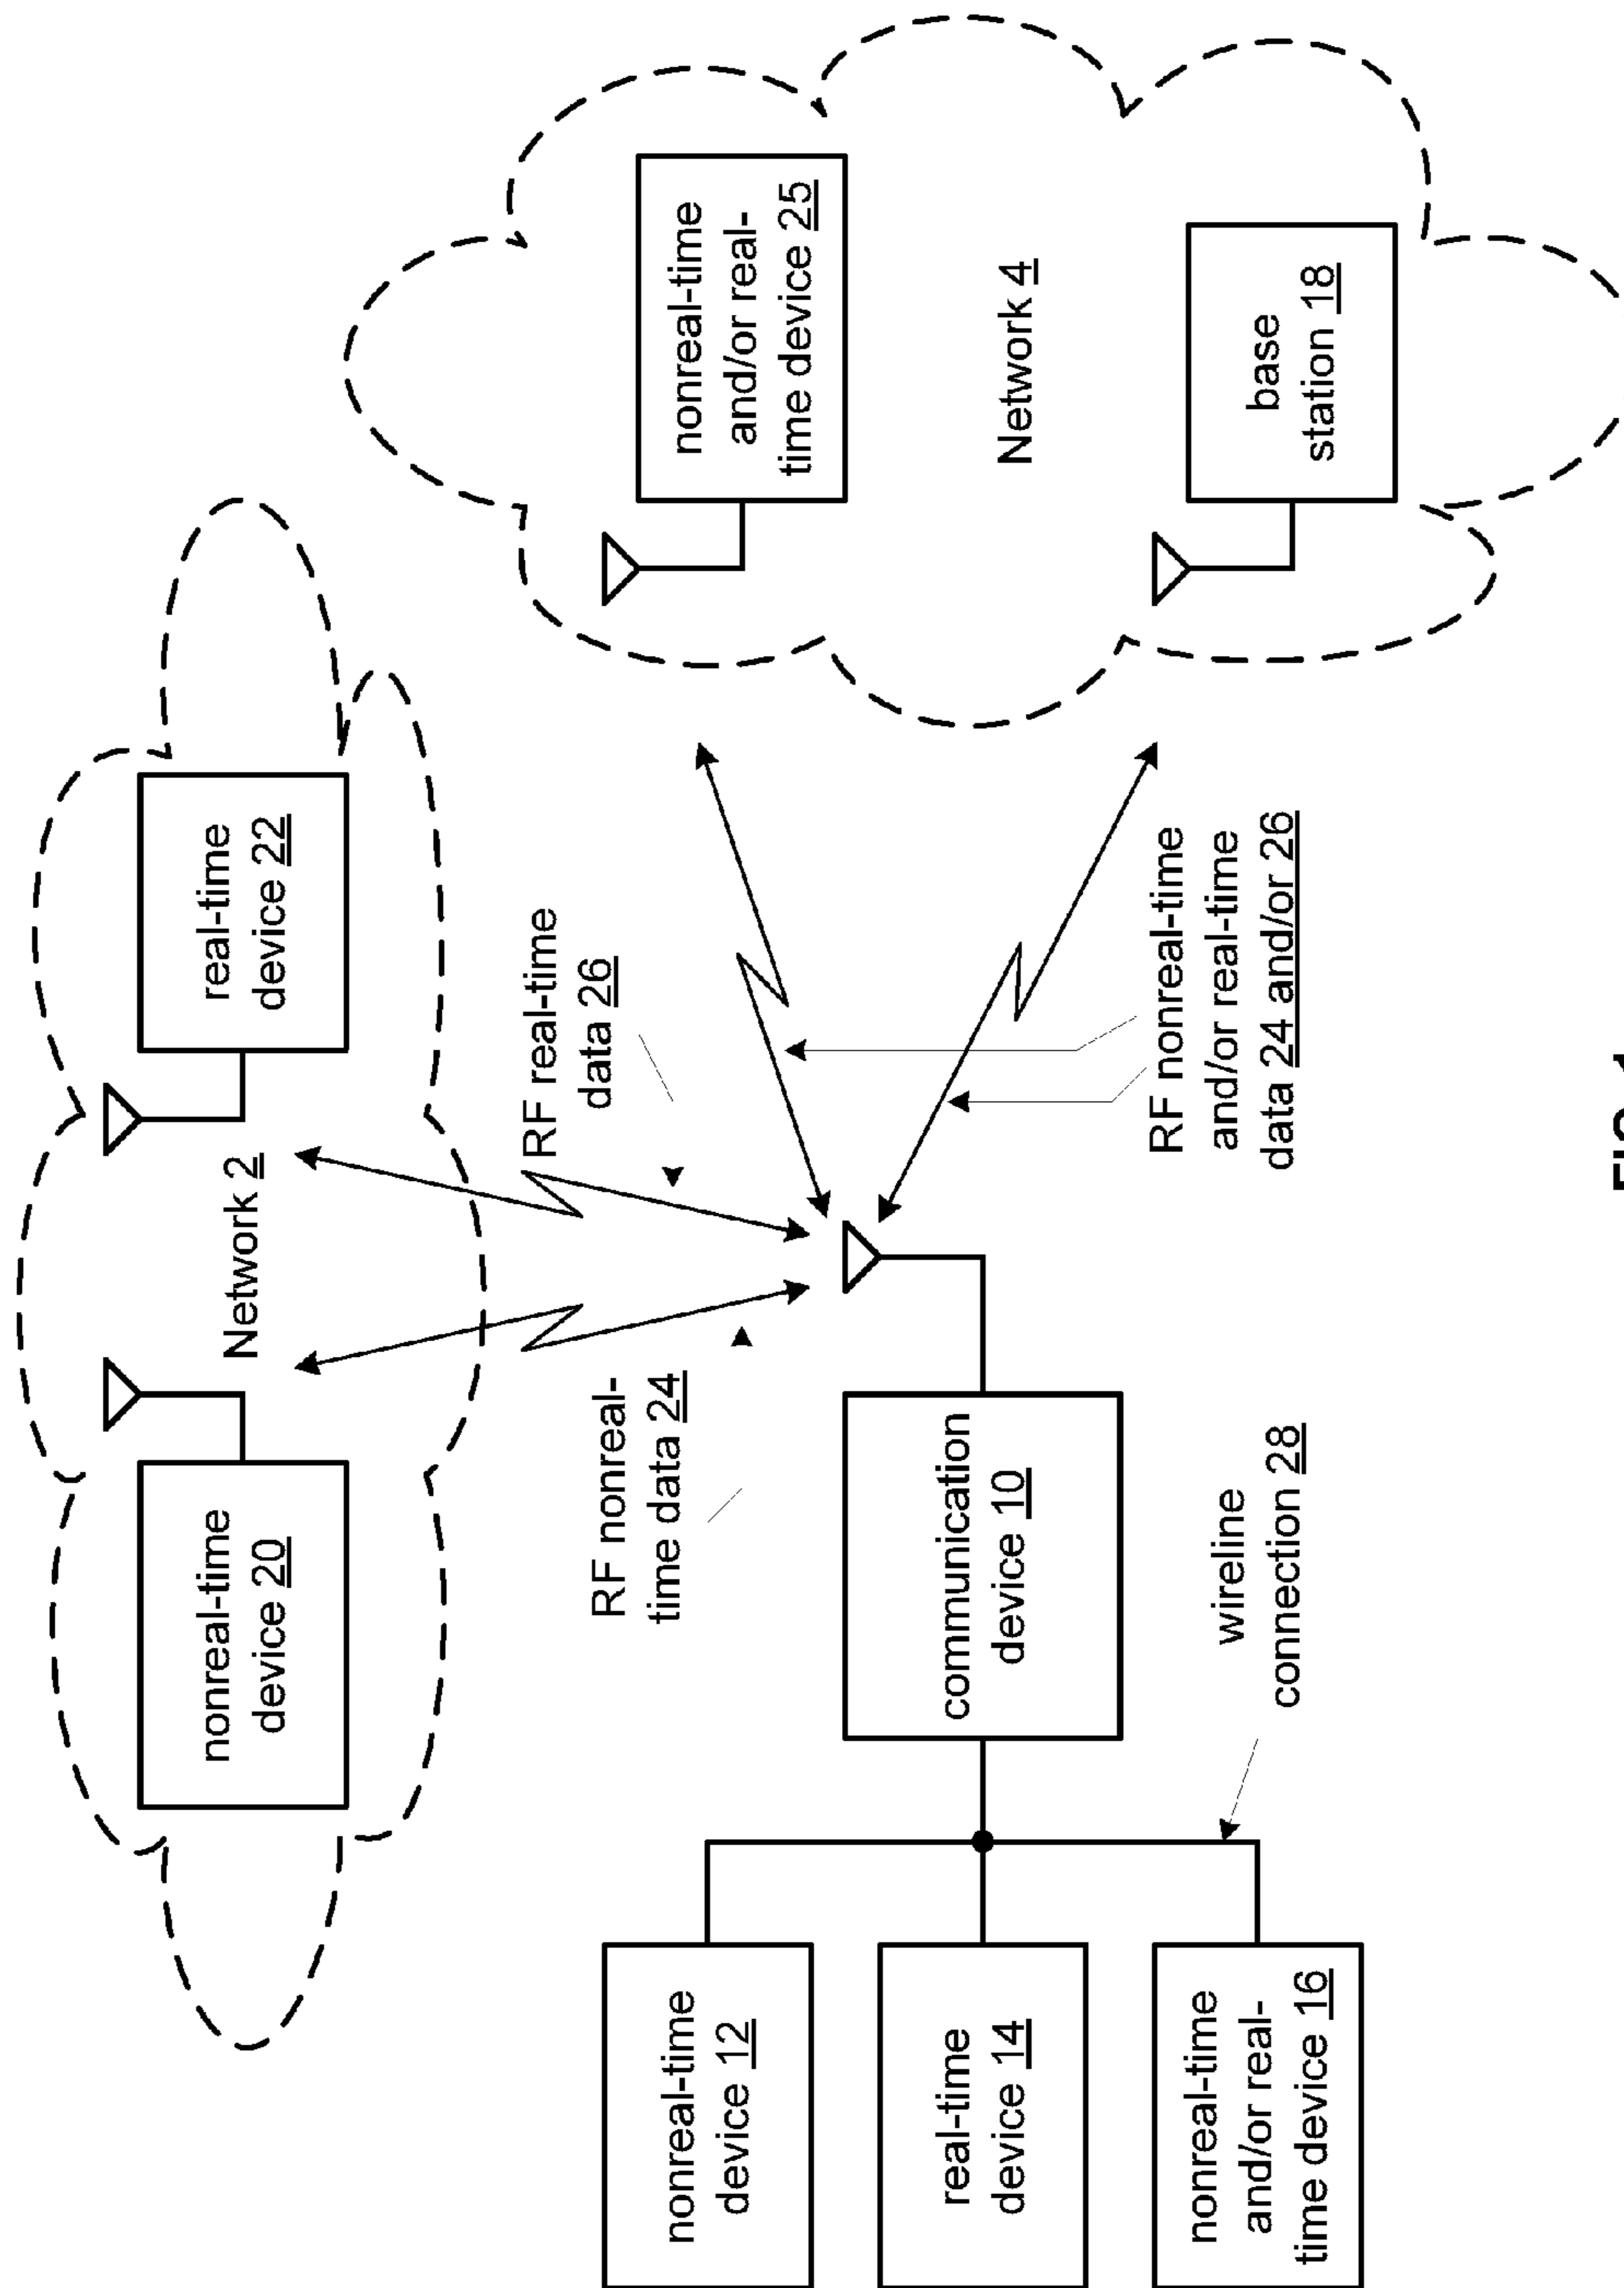 nonreal-time
device 20
Network 2
real-time
device 22
RF nonreal-
time data 24
RF real-time
data 26
nonreal-time
and/or real-
time device 25
Network 4
base
station 18
RF nonreal-time
and/or real-time
data 24 and/or 26
communication
device 10
wireline
connection 28
nonreal-time
device 12
real-time
device 14
nonreal-time
and/or real-
time device 16